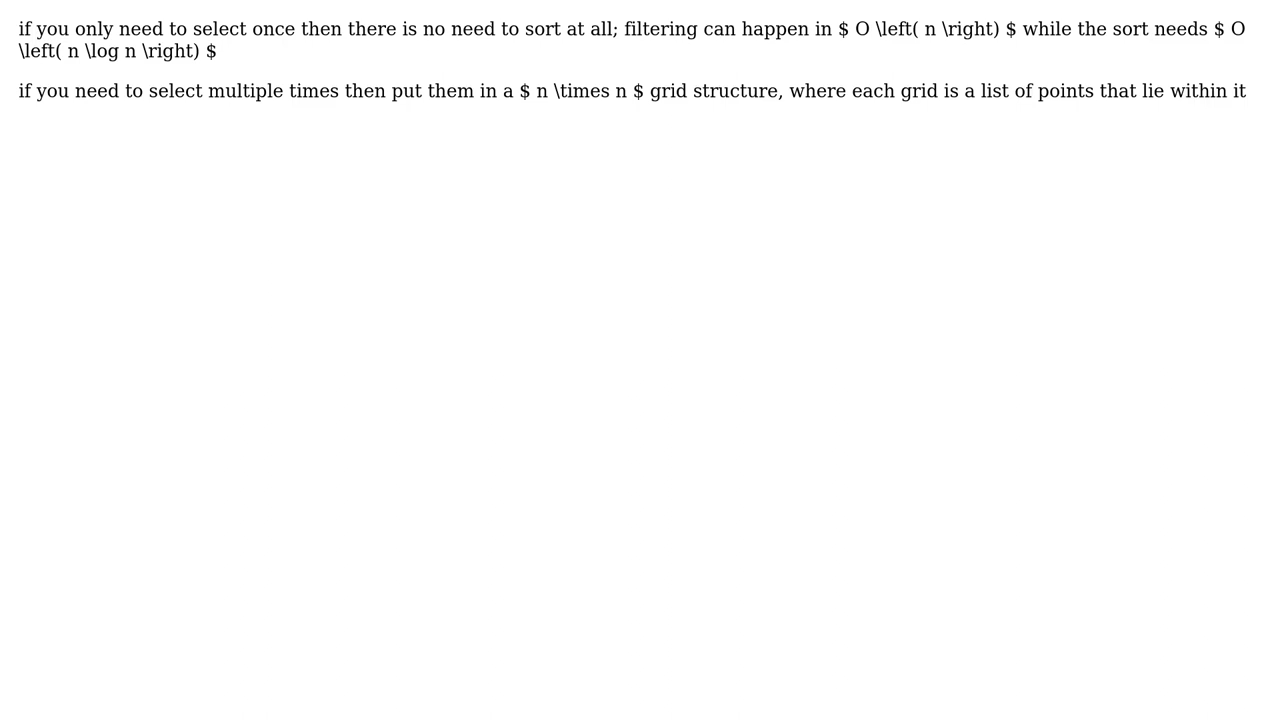 if you only need to select once then there is no need to sort at all; filtering can happen in $ O \left( n \right) $ while the sort needs $ O
\left( n \log n \right) $
if you need to select multiple times then put them in a $ n \times n $ grid structure, where each grid is a list of points that lie within it